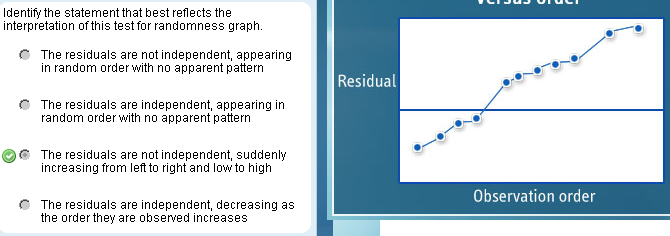 Identify the statement that best reflects the
interpretation of this test for randomness graph.
The residuals are not independent, appearing
in random order with no apparent pattern
The residuals are independent, appearing in
random order with no apparent pattern
The residuals are not independent, suddenly
increasing from left to right and low to high
The residuals are independent, decreasing as
the order they are observed increases
versus order
Residual
Observation order